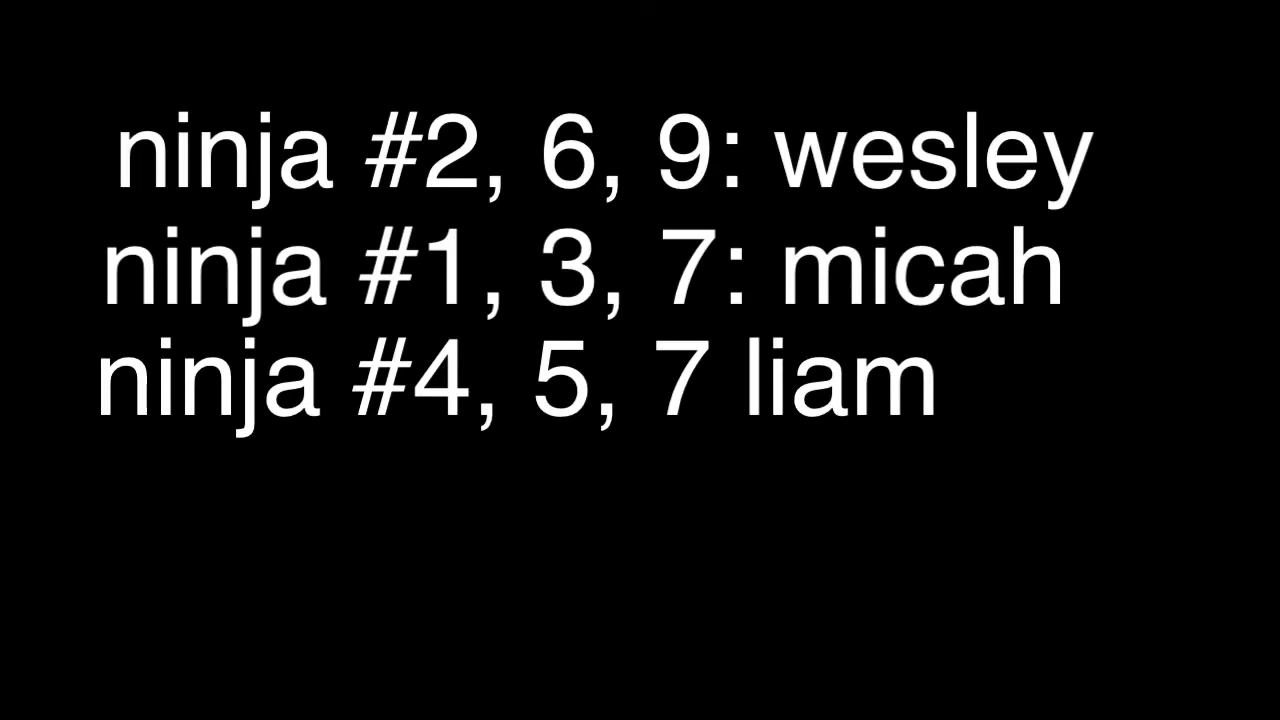 ninja #2, 6, 9: wesley
ninja #1, 3, 7: micah
ninja #4, 5, 7 liam